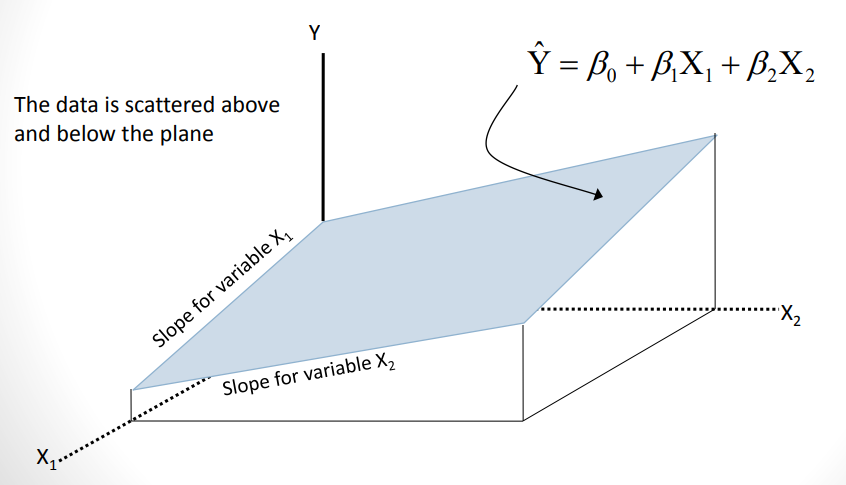 Y
Ŷ = β₀ + β₁X₁ + β₂X₂
The data is scattered above
and below the plane
Slope for variable X₁
Slope for variable X₂
X₂
X₁